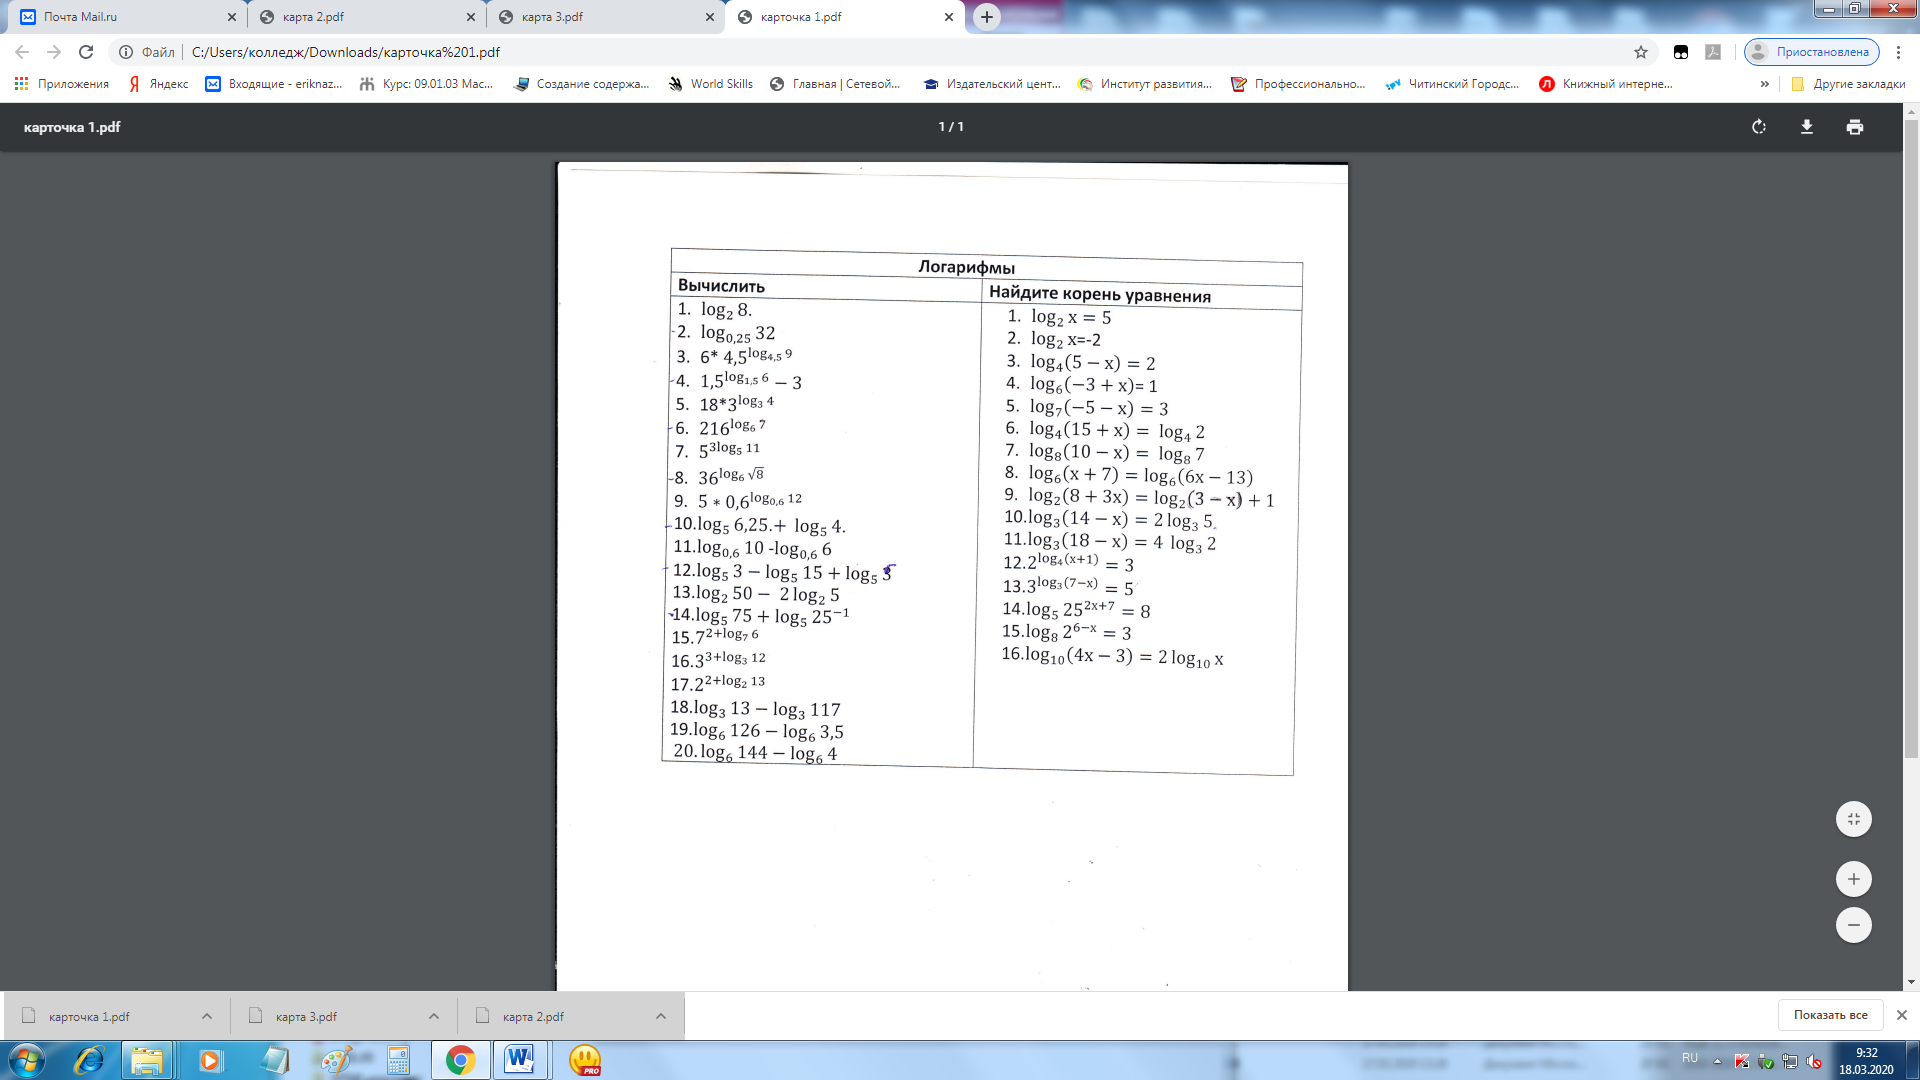 Почта Mail.ru
карта 2.pdf
карта 3.pdf
карточка 1.pdf
Файл | C:/Users/колледж/Downloads/карточка%201.pdf
Приостановлена
Приложения
Яндекс
Входящие - eriknaz...
Курс: 09.01.03 Мас...
Создание содержа...
World Skills
Главная (Сетевой...
Издательский цент...
Институт развития...
Профессионально...
Читинский Городс...
Книжный интерне...
»
Другие закладки
карточка 1.pdf
1 / 1
Логарифмы
Вычислить
1. log₂ 8.
2. log₀,₂₅ 32
3. 6* 4,5^(log₄,₅ 9)
4. 1,5^(log₁,₅ 6) − 3
5. 18*3^(log₃ 4)
6. 216^(log₆ 7)
7. 5^(3log₅ 11)
8. 36^(log₆ √8)
9. 5 ∗ 0,6^(log₀,₆ 12)
10.log₅ 6,25.+ log₅ 4.
11.log₀,₆ 10 -log₀,₆ 6
12.log₅ 3 − log₅ 15 + log₅
13.log₂ 50 − 2 log₂ 5
14.log₅ 75 + log₅ 25⁻¹
15.7^(2+log₇ 6)
16.3^(3+log₃ 12)
17.2^(2+log₂ 13)
18.log₃ 13 − log₃ 117
19.log₆ 126 − log₆ 3,5
20.log₆ 144 − log₆ 4
Найдите корень уравнения
1. log₂ x = 5
2. log₂ x=-2
3. log₄(5 − x) = 2
4. log₆(−3 + x)= 1
5. log₇(−5 − x) = 3
6. log₄(15 + x) = log₄ 2
7. log₈(10 − x) = log₈ 7
8. log₆(x + 7) = log₆(6x − 13)
9. log₂(8 + 3x) = log₂(3 − x) + 1
10.log₃(14 − x) = 2 log₃ 5
11.log₃(18 − x) = 4 log₃ 2
12.2^(log₄(x+1)) = 3
13.3^(log₃(7−x)) = 5
14.log₅ 25^(2x+7) = 8
15.log₈ 2^(6−x) = 3
16.log₁₀(4x − 3) = 2 log₁₀ x
карточка 1.pdf
карта 3.pdf
карта 2.pdf
Показать все
PRO
RU
9:32
18.03.2020